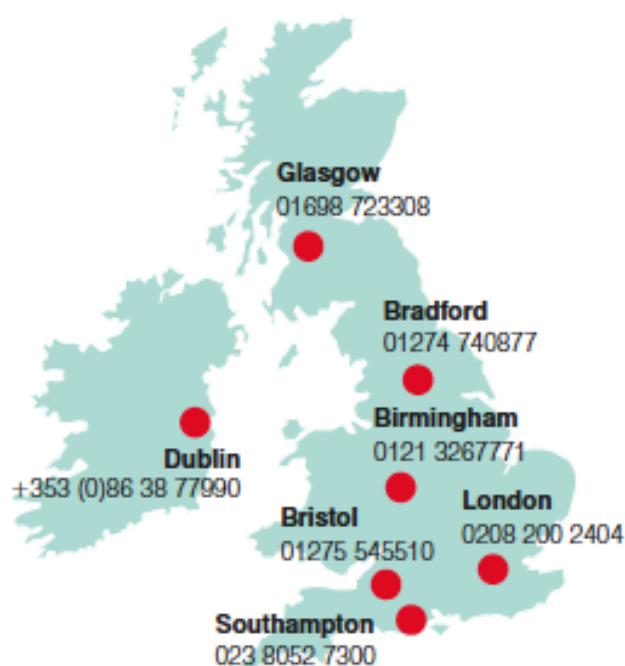 Glasgow
01698 723308
Bradford
01274 740877
Birmingham
0121 3267771
Dublin
+353 (0)86 38 77990
London
0208 200 2404
Bristol
01275 545510
Southampton
023 8052 7300